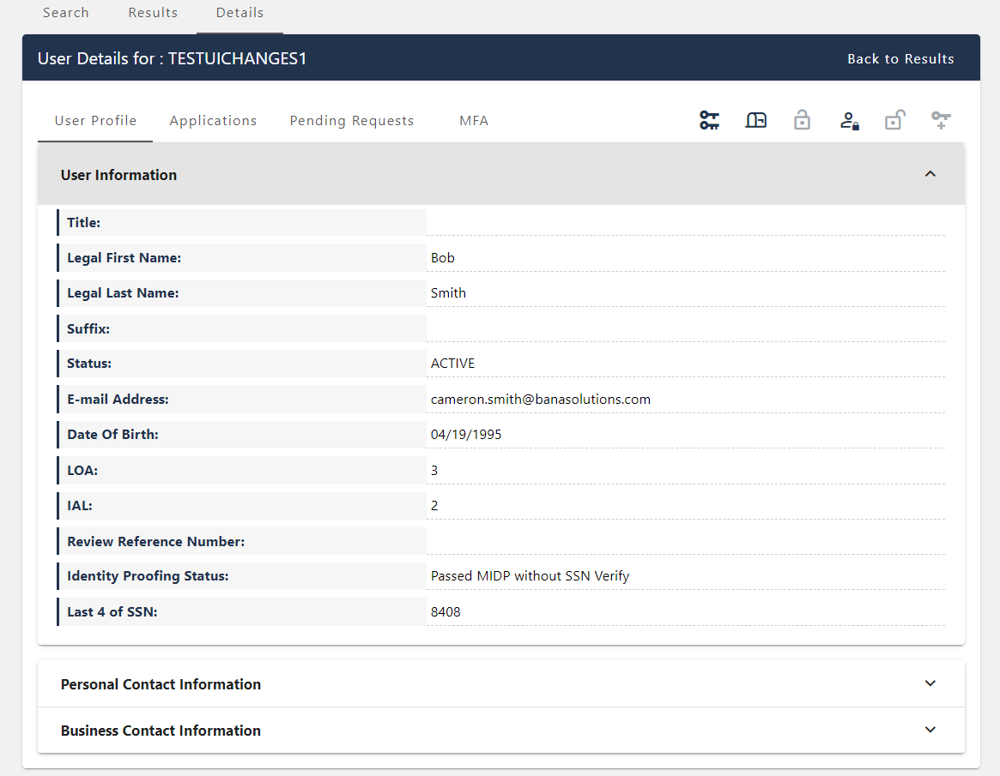 Search Results Details
User Details for : TESTUICHANGES1 Back to Results
User Profile Applications Pending Requests MFA
User Information
Title:
Legal First Name: Bob
Legal Last Name: Smith
Suffix:
Status: ACTIVE
E-mail Address: cameron.smith@banasolutions.com
Date Of Birth: 04/19/1995
LOA: 3
IAL: 2
Review Reference Number:
Identity Proofing Status: Passed MIDP without SSN Verify
Last 4 of SSN: 8408
Personal Contact Information
Business Contact Information